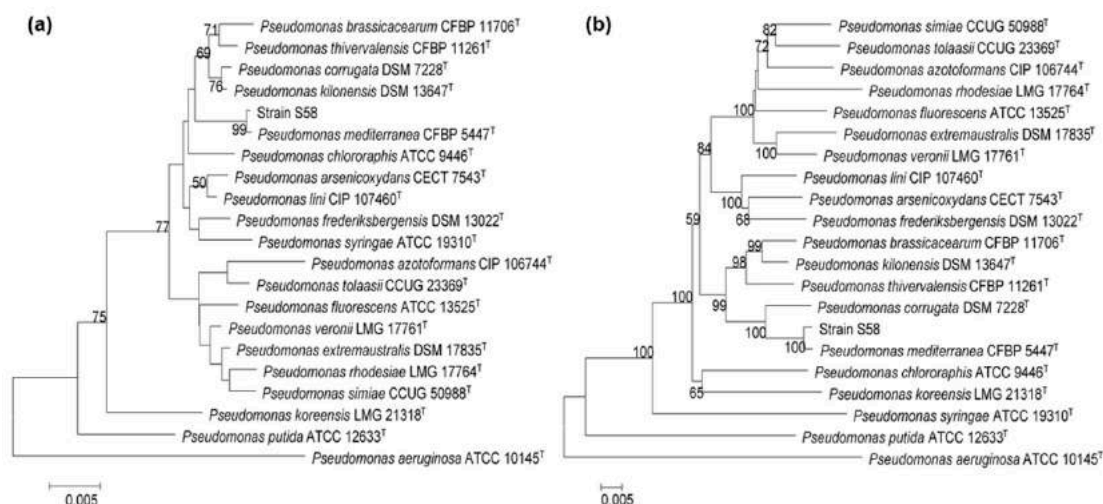 (a)
71
Pseudomonas brassicacearum CFBP 11706ᵀ
69
Pseudomonas thivervalensis CFBP 11261ᵀ
Pseudomonas corrugata DSM 7228ᵀ
76
Pseudomonas kilonensis DSM 13647ᵀ
Strain S58
99
Pseudomonas mediterranea CFBP 5447ᵀ
Pseudomonas chlororaphis ATCC 9446ᵀ
Pseudomonas arsenicoxydans CECT 7543ᵀ
50
Pseudomonas lini CIP 107460ᵀ
77
Pseudomonas frederiksbergensis DSM 13022ᵀ
Pseudomonas syringae ATCC 19310ᵀ
Pseudomonas azotoformans CIP 106744ᵀ
Pseudomonas tolaasii CCUG 23369ᵀ
Pseudomonas fluorescens ATCC 13525ᵀ
75
Pseudomonas veronii LMG 17761ᵀ
Pseudomonas extremaustralis DSM 17835ᵀ
Pseudomonas rhodesiae LMG 17764ᵀ
Pseudomonas simiae CCUG 50988ᵀ
Pseudomonas koreensis LMG 21318ᵀ
Pseudomonas putida ATCC 12633ᵀ
Pseudomonas aeruginosa ATCC 10145ᵀ
0.005
(b)
82
Pseudomonas simiae CCUG 50988ᵀ
72
Pseudomonas tolaasii CCUG 23369ᵀ
Pseudomonas azotoformans CIP 106744ᵀ
Pseudomonas rhodesiae LMG 17764ᵀ
100
Pseudomonas fluorescens ATCC 13525ᵀ
Pseudomonas extremaustralis DSM 17835ᵀ
100
Pseudomonas veronii LMG 17761ᵀ
84
Pseudomonas lini CIP 107460ᵀ
Pseudomonas arsenicoxydans CECT 7543ᵀ
100
68
Pseudomonas frederiksbergensis DSM 13022ᵀ
59
Pseudomonas brassicacearum CFBP 11706ᵀ
99
98
Pseudomonas kilonensis DSM 13647ᵀ
Pseudomonas thivervalensis CFBP 11261ᵀ
100
99
Pseudomonas corrugata DSM 7228ᵀ
100
Strain S58
100
Pseudomonas mediterranea CFBP 5447ᵀ
100
Pseudomonas chlororaphis ATCC 9446ᵀ
65
Pseudomonas koreensis LMG 21318ᵀ
Pseudomonas syringae ATCC 19310ᵀ
Pseudomonas putida ATCC 12633ᵀ
Pseudomonas aeruginosa ATCC 10145ᵀ
0.005